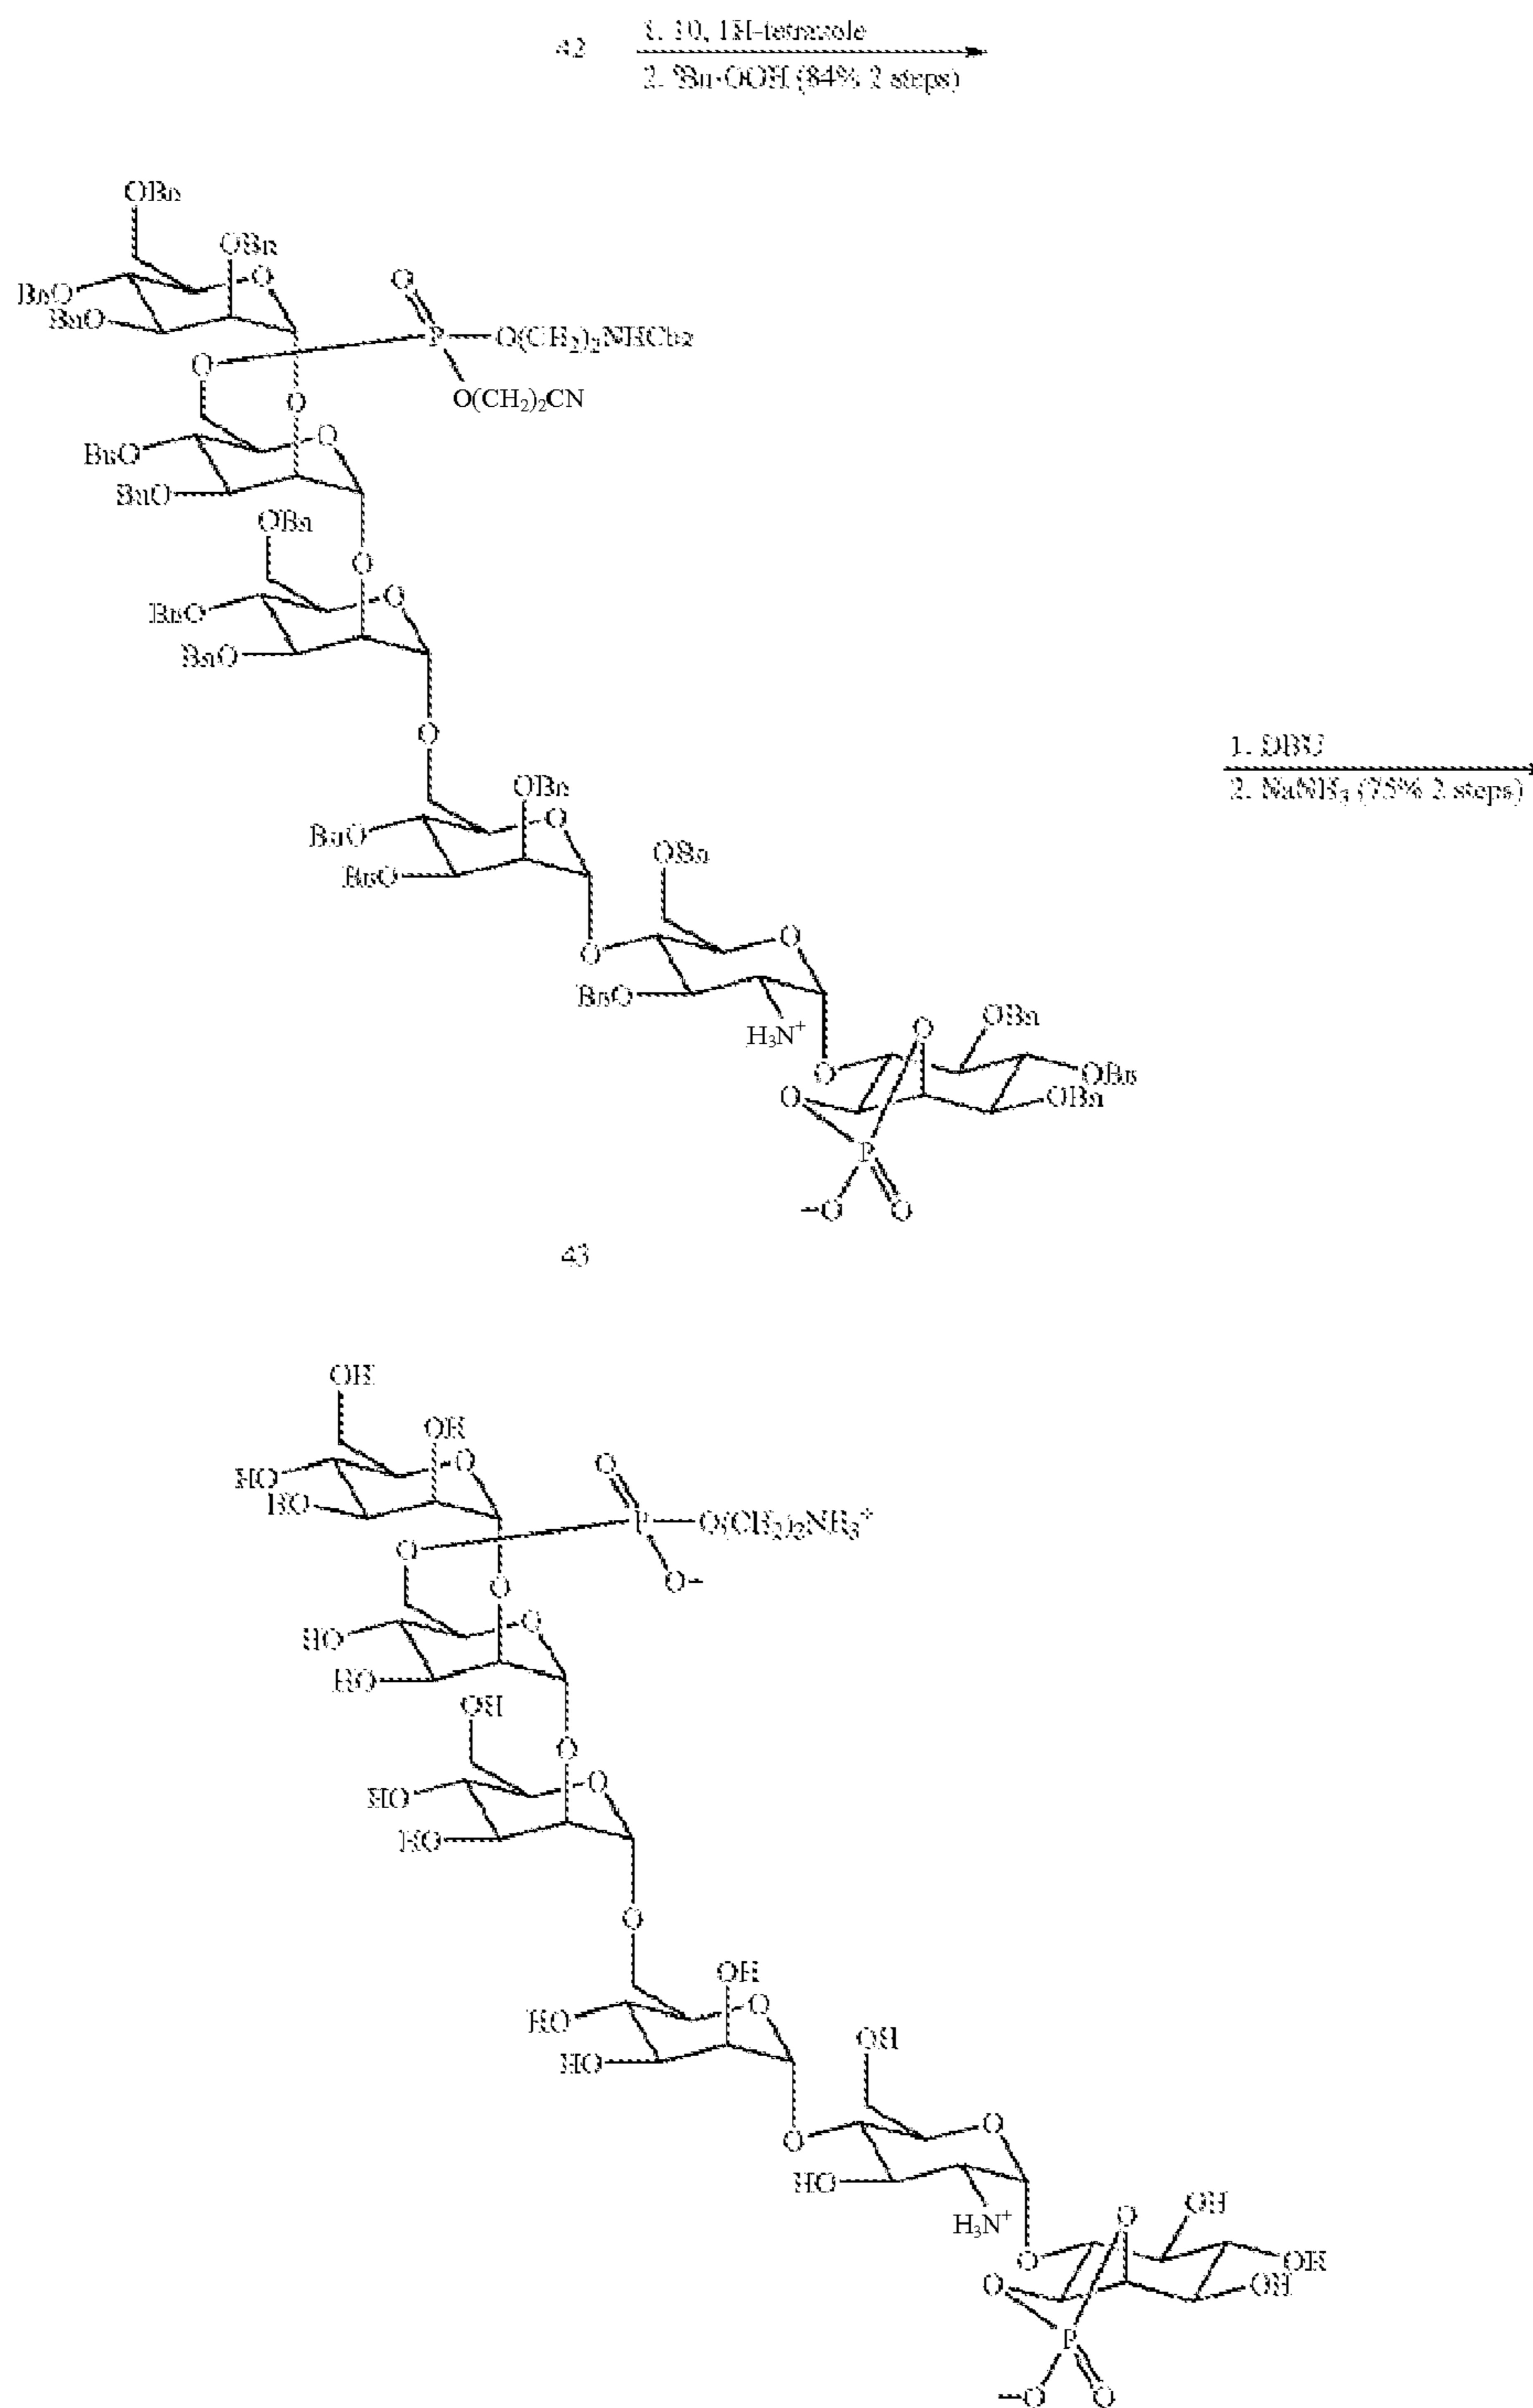 42
1. 10, 1H-tetrazole
2. ᵗBu-OOH (84% 2 steps)
OBn
OBn
O
BnO
BnO
O
P
O(CH₂)₂NHCbz
O
O
O(CH₂)₂CN
O
BnO
BnO
OBn
O
O
BnO
BnO
O
1. DBU
2. NaNH₃ (75% 2 steps)
OBn
O
BnO
BnO
OBn
O
O
BnO
H₃N⁺
O
OBn
O
OBn
O
OBn
P
-O
O
43
OH
OH
O
HO
HO
O
P
O(CH₂)₂NH₃⁺
O
O
O-
O
HO
HO
OH
O
O
HO
HO
O
OH
O
HO
HO
OH
O
O
HO
H₃N⁺
O
OH
O
OH
O
OH
P
-O
O